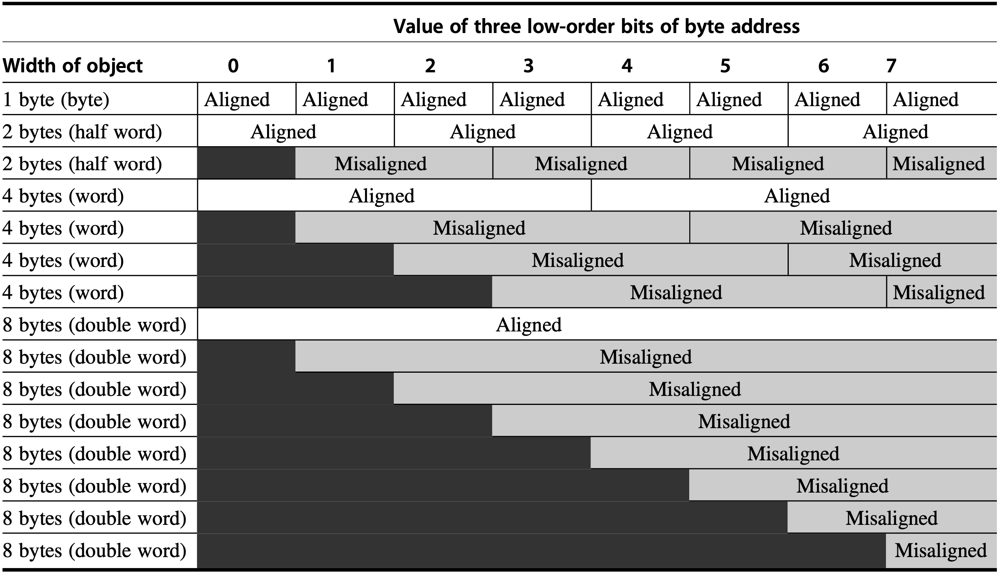 Value of three low-order bits of byte address
Width of object 0 1 2 3 4 5 6 7
1 byte (byte) Aligned Aligned Aligned Aligned Aligned Aligned Aligned Aligned
2 bytes (half word) Aligned Aligned Aligned Aligned
2 bytes (half word) Misaligned Misaligned Misaligned Misaligned
4 bytes (word) Aligned Aligned
4 bytes (word) Misaligned Misaligned
4 bytes (word) Misaligned Misaligned
4 bytes (word) Misaligned Misaligned
8 bytes (double word) Aligned
8 bytes (double word) Misaligned
8 bytes (double word) Misaligned
8 bytes (double word) Misaligned
8 bytes (double word) Misaligned
8 bytes (double word) Misaligned
8 bytes (double word) Misaligned
8 bytes (double word) Misaligned